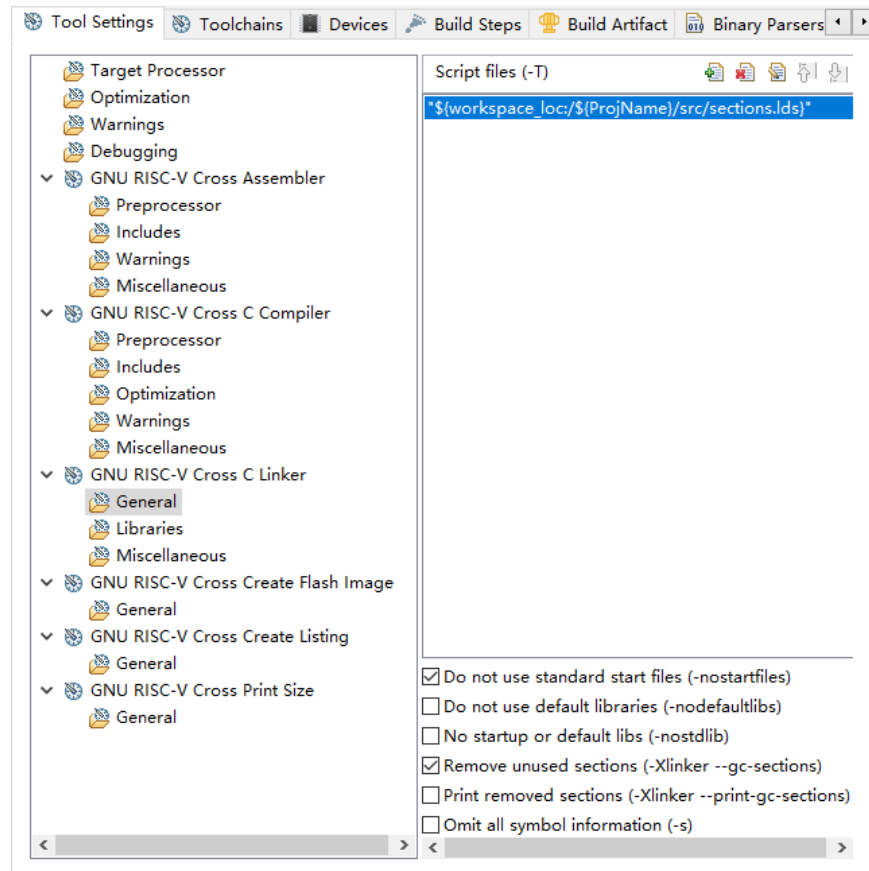 Tool Settings Toolchains Devices Build Steps Build Artifact Binary Parsers
Target Processor
Optimization
Warnings
Debugging
GNU RISC-V Cross Assembler
Preprocessor
Includes
Warnings
Miscellaneous
GNU RISC-V Cross C Compiler
Preprocessor
Includes
Optimization
Warnings
Miscellaneous
GNU RISC-V Cross C Linker
General
Libraries
Miscellaneous
GNU RISC-V Cross Create Flash Image
General
GNU RISC-V Cross Create Listing
General
GNU RISC-V Cross Print Size
General
Script files (-T)
"${workspace_loc:/${ProjName}/src/sections.lds}"
Do not use standard start files (-nostartfiles)
Do not use default libraries (-nodefaultlibs)
No startup or default libs (-nostdlib)
Remove unused sections (-Xlinker --gc-sections)
Print removed sections (-Xlinker --print-gc-sections)
Omit all symbol information (-s)